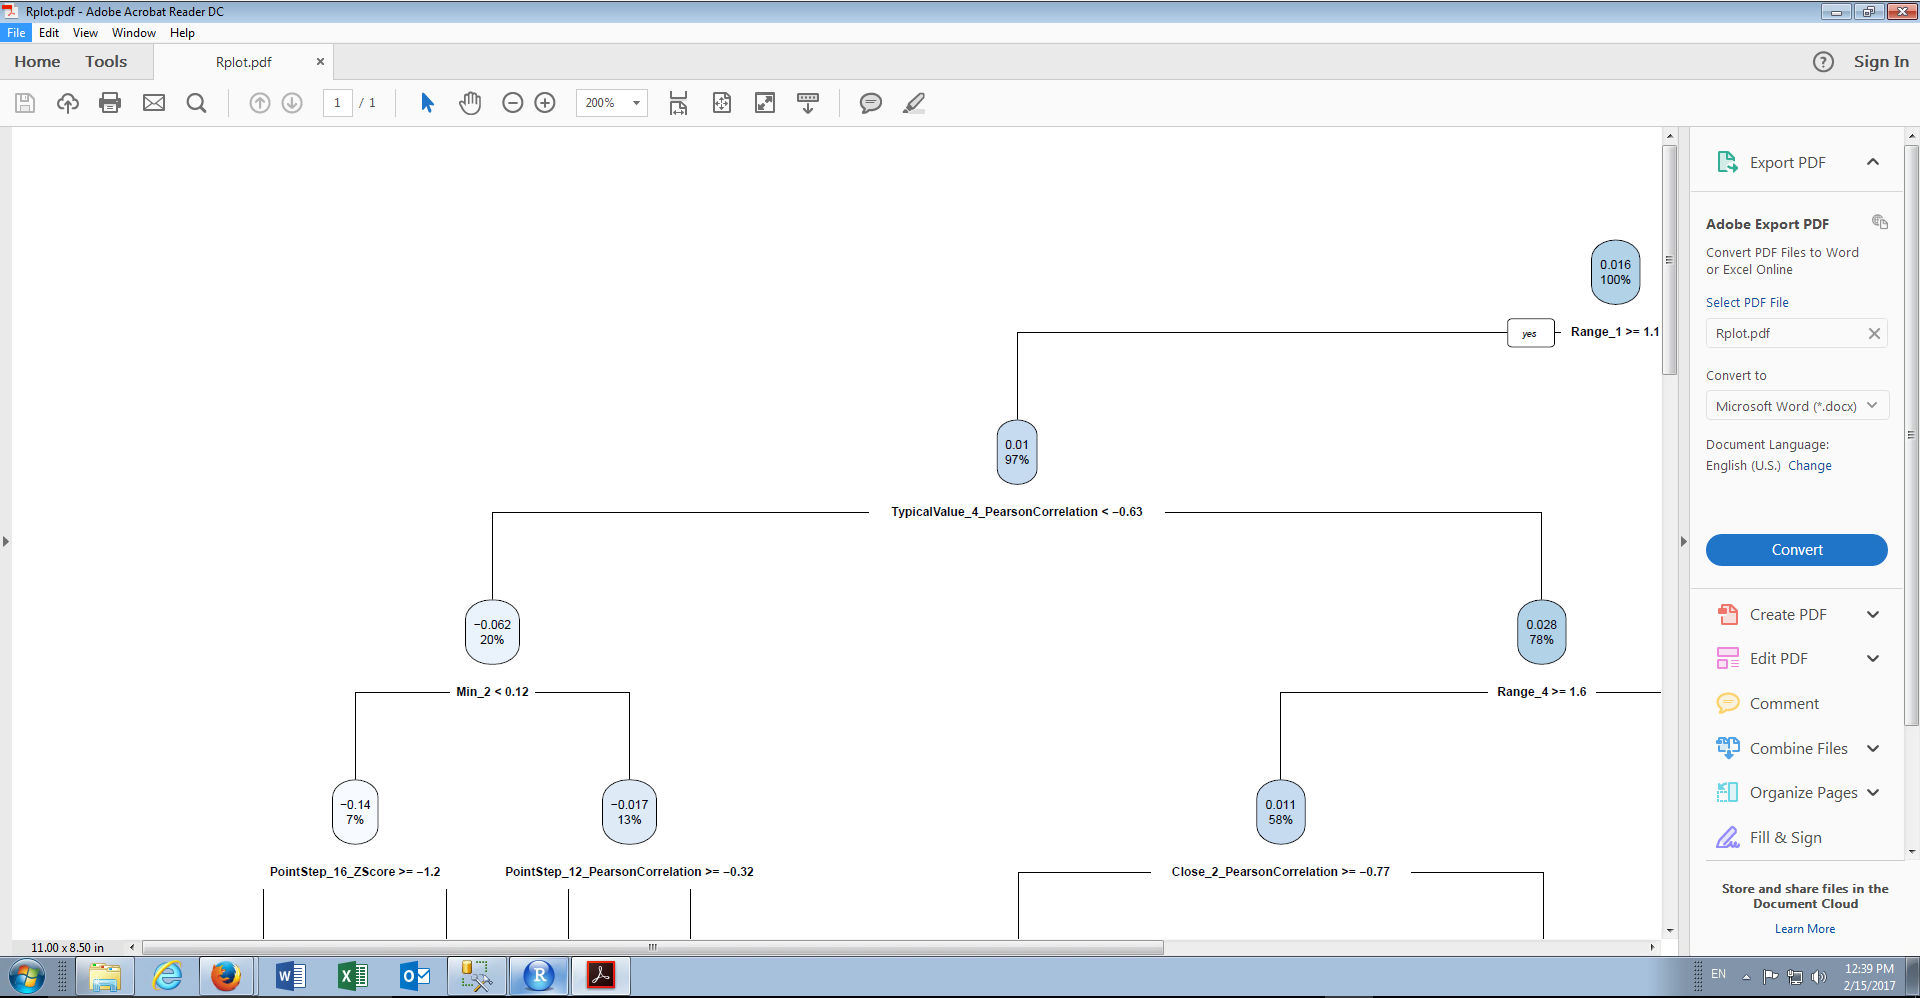 Rplot.pdf - Adobe Acrobat Reader DC
File Edit View Window Help
Home Tools Rplot.pdf × Sign In
1 / 1 200%
0.016
100%
yes Range_1 >= 1.1
0.01
97%
TypicalValue_4_PearsonCorrelation < −0.63
−0.062
20%
0.028
78%
Min_2 < 0.12
Range_4 >= 1.6
−0.14
7%
−0.017
13%
0.011
58%
PointStep_16_ZScore >= −1.2
PointStep_12_PearsonCorrelation >= −0.32
Close_2_PearsonCorrelation >= −0.77
11.00 x 8.50 in
Export PDF
Adobe Export PDF
Convert PDF Files to Word
or Excel Online
Select PDF File
Rplot.pdf
Convert to
Microsoft Word (*.docx)
Document Language:
English (U.S.) Change
Convert
Create PDF
Edit PDF
Comment
Combine Files
Organize Pages
Fill & Sign
Store and share files in the
Document Cloud
Learn More
EN
12:39 PM
2/15/2017